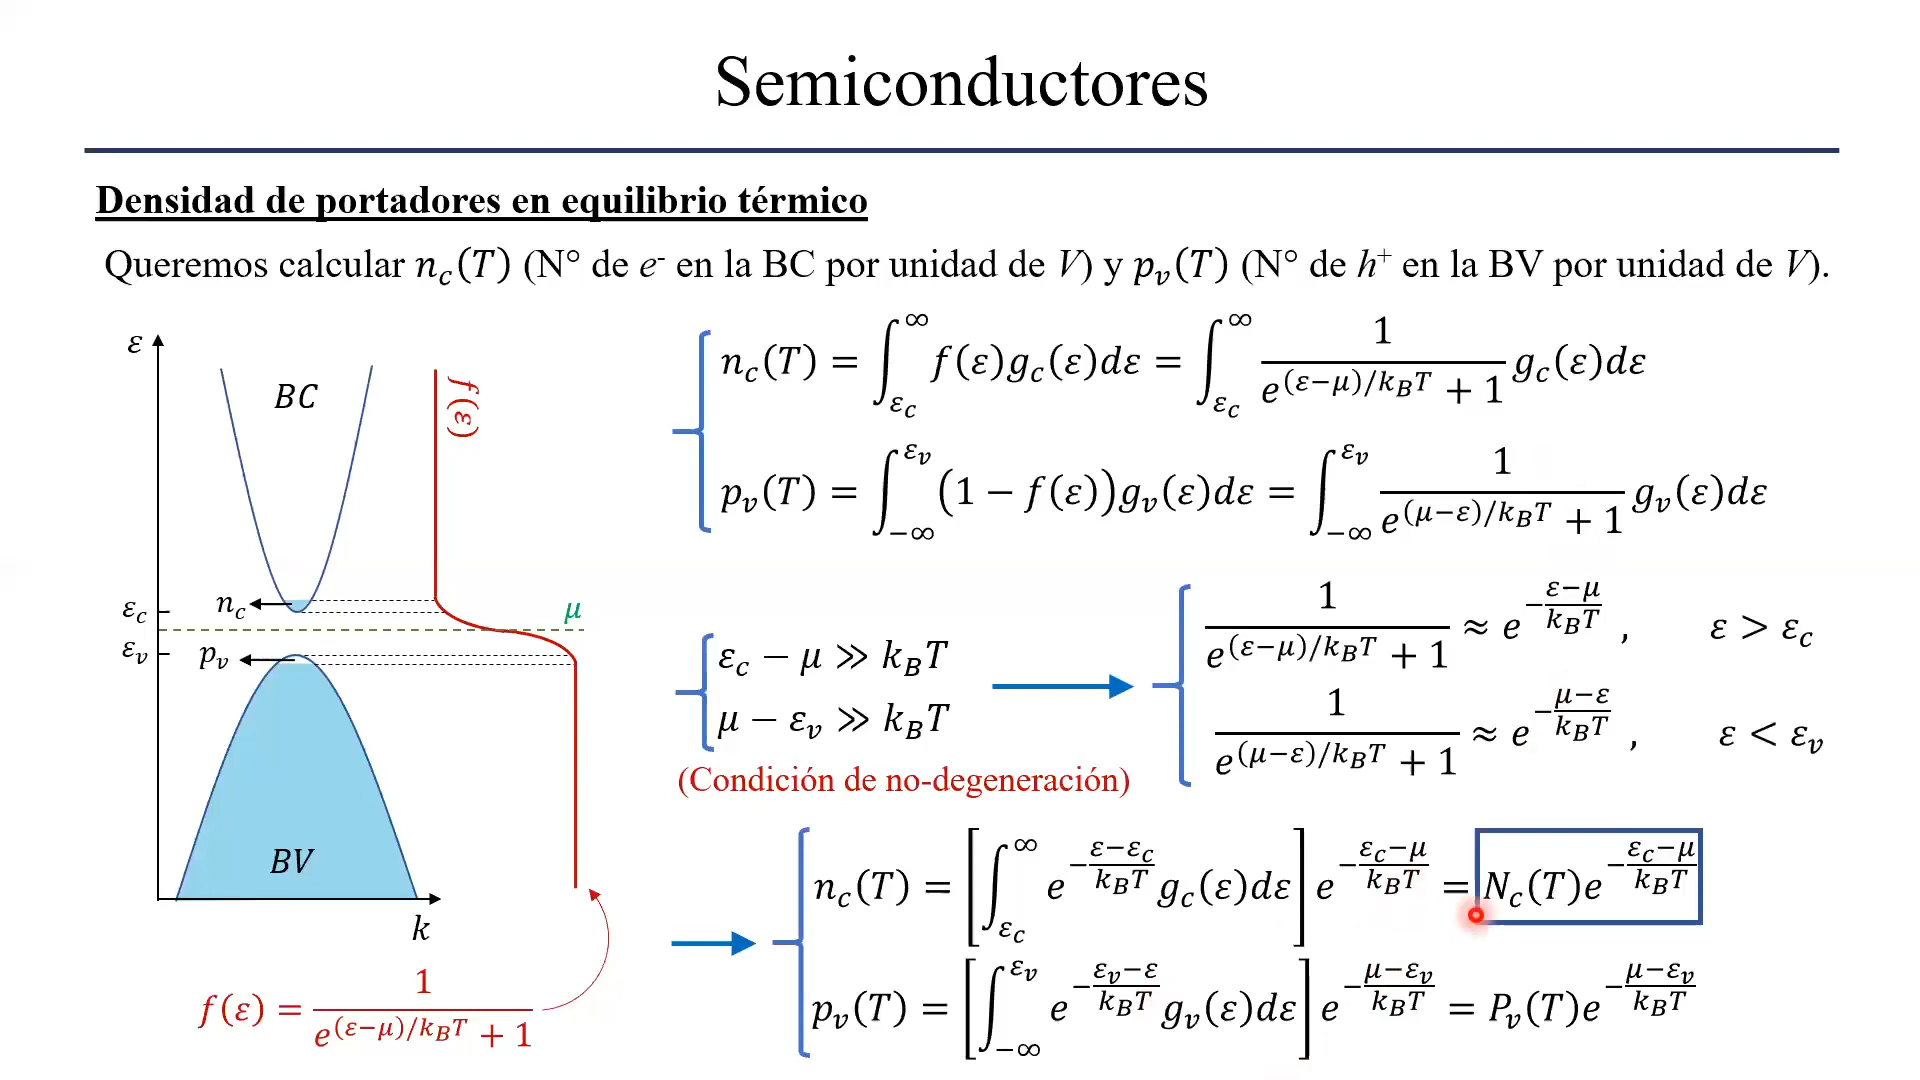 Semiconductores
Densidad de portadores en equilibrio térmico
Queremos calcular n_c(T) (N° de e⁻ en la BC por unidad de V) y p_v(T) (N° de h⁺ en la BV por unidad de V).
ε
BC
f(ε)
n_c
ε_c
μ
ε_v
p_v
BV
k
f(ε) = 1/(e^{(ε−μ)/k_BT} + 1)
n_c(T) = ∫_{ε_c}^{∞} f(ε)g_c(ε)dε = ∫_{ε_c}^{∞} 1/(e^{(ε−μ)/k_BT} + 1) g_c(ε)dε
p_v(T) = ∫_{−∞}^{ε_v} (1 − f(ε))g_v(ε)dε = ∫_{−∞}^{ε_v} 1/(e^{(μ−ε)/k_BT} + 1) g_v(ε)dε
ε_c − μ ≫ k_BT
μ − ε_v ≫ k_BT
(Condición de no-degeneración)
1/(e^{(ε−μ)/k_BT} + 1) ≈ e^{−(ε−μ)/(k_BT)} , ε > ε_c
1/(e^{(μ−ε)/k_BT} + 1) ≈ e^{−(μ−ε)/(k_BT)} , ε < ε_v
n_c(T) = [∫_{ε_c}^{∞} e^{−(ε−ε_c)/(k_BT)} g_c(ε)dε] e^{−(ε_c−μ)/(k_BT)} = N_c(T)e^{−(ε_c−μ)/(k_BT)}
p_v(T) = [∫_{−∞}^{ε_v} e^{−(ε_v−ε)/(k_BT)} g_v(ε)dε] e^{−(μ−ε_v)/(k_BT)} = P_v(T)e^{−(μ−ε_v)/(k_BT)}